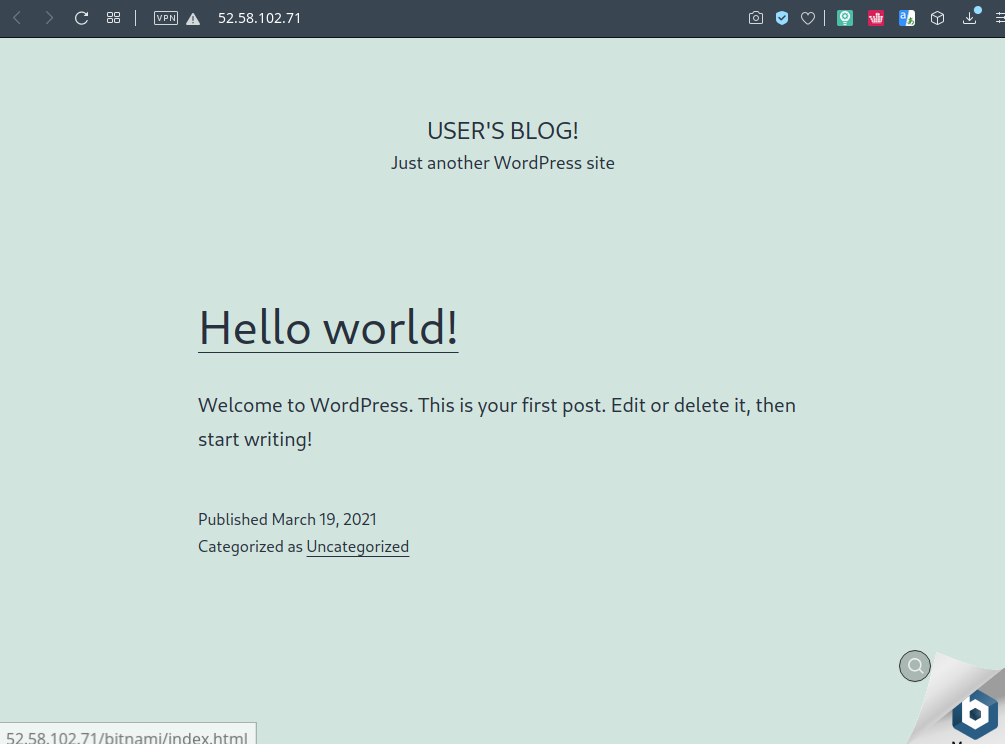 VPN
52.58.102.71
USER'S BLOG!
Just another WordPress site
Hello world!
Welcome to WordPress. This is your first post. Edit or delete it, then
start writing!
Published March 19, 2021
Categorized as Uncategorized
52.58.102.71/bitnami/index.html